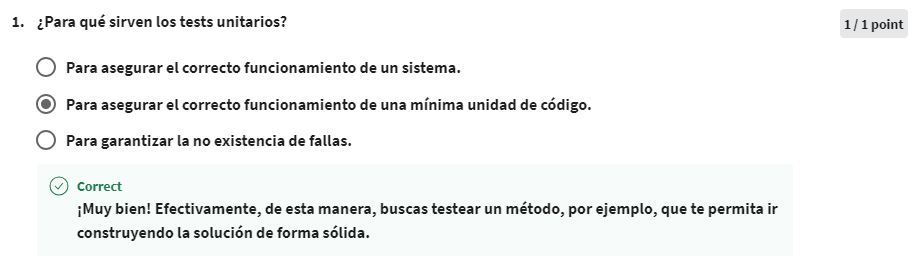 1. ¿Para qué sirven los tests unitarios?
1 / 1 point
Para asegurar el correcto funcionamiento de un sistema.
Para asegurar el correcto funcionamiento de una mínima unidad de código.
Para garantizar la no existencia de fallas.
Correct
¡Muy bien! Efectivamente, de esta manera, buscas testear un método, por ejemplo, que te permita ir
construyendo la solución de forma sólida.